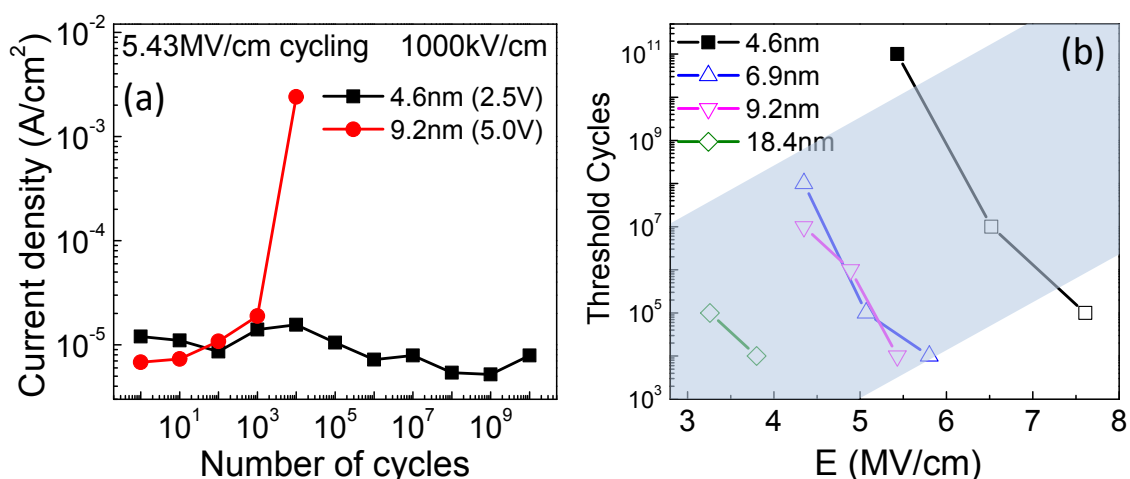 5.43MV/cm cycling 1000kV/cm
(a)
4.6nm (2.5V)
9.2nm (5.0V)
10⁻²
10⁻³
10⁻⁴
10⁻⁵
Current density (A/cm²)
10¹ 10³ 10⁵ 10⁷ 10⁹
Number of cycles
(b)
4.6nm
6.9nm
9.2nm
18.4nm
10¹¹
10⁹
10⁷
10⁵
10³
Threshold Cycles
3 4 5 6 7 8
E (MV/cm)